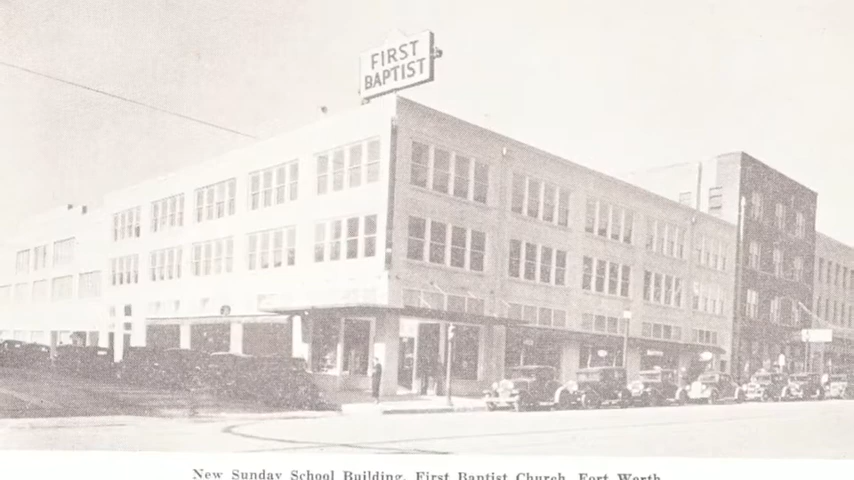 FIRST
BAPTIST
New Sunday School Building, First Baptist Church, Fort Worth